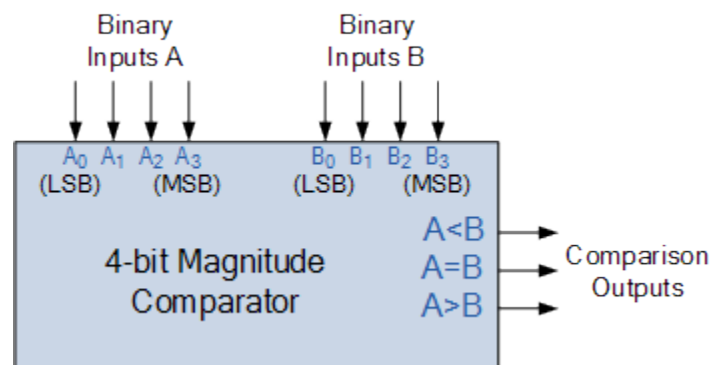 Binary
Inputs A
Binary
Inputs B
A0 A1 A2 A3
(LSB) (MSB)
B0 B1 B2 B3
(LSB) (MSB)
4-bit Magnitude
Comparator
A<B
A=B
A>B
Comparison
Outputs